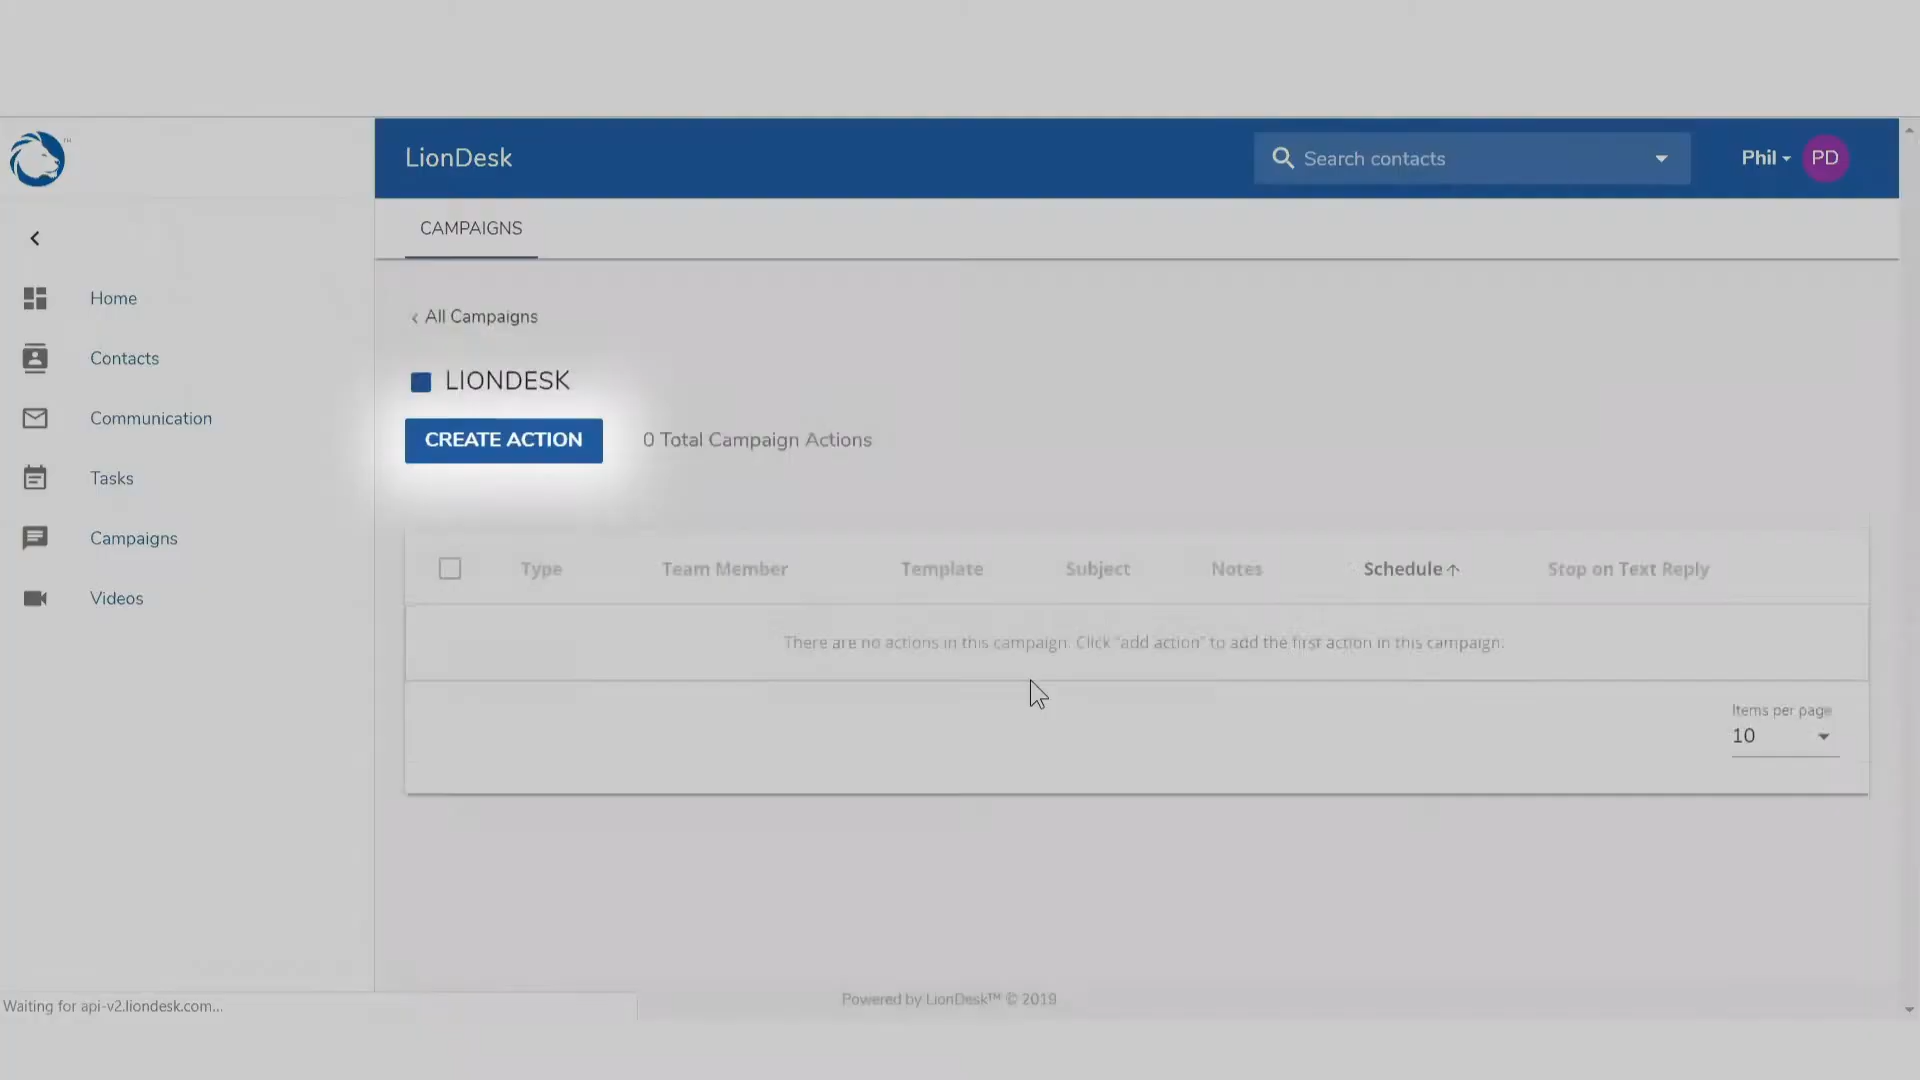 TM
LionDesk
Search contacts
Phil
PD
CAMPAIGNS
Home
Contacts
Communication
Tasks
Campaigns
Videos
‹ All Campaigns
LIONDESK
CREATE ACTION
0 Total Campaign Actions
Type Team Member Template Subject Notes Schedule↑ Stop on Text Reply
There are no actions in this campaign. Click "add action" to add the first action in this campaign.
Items per page
10
Powered by LionDesk™ © 2019
Waiting for api-v2.liondesk.com...